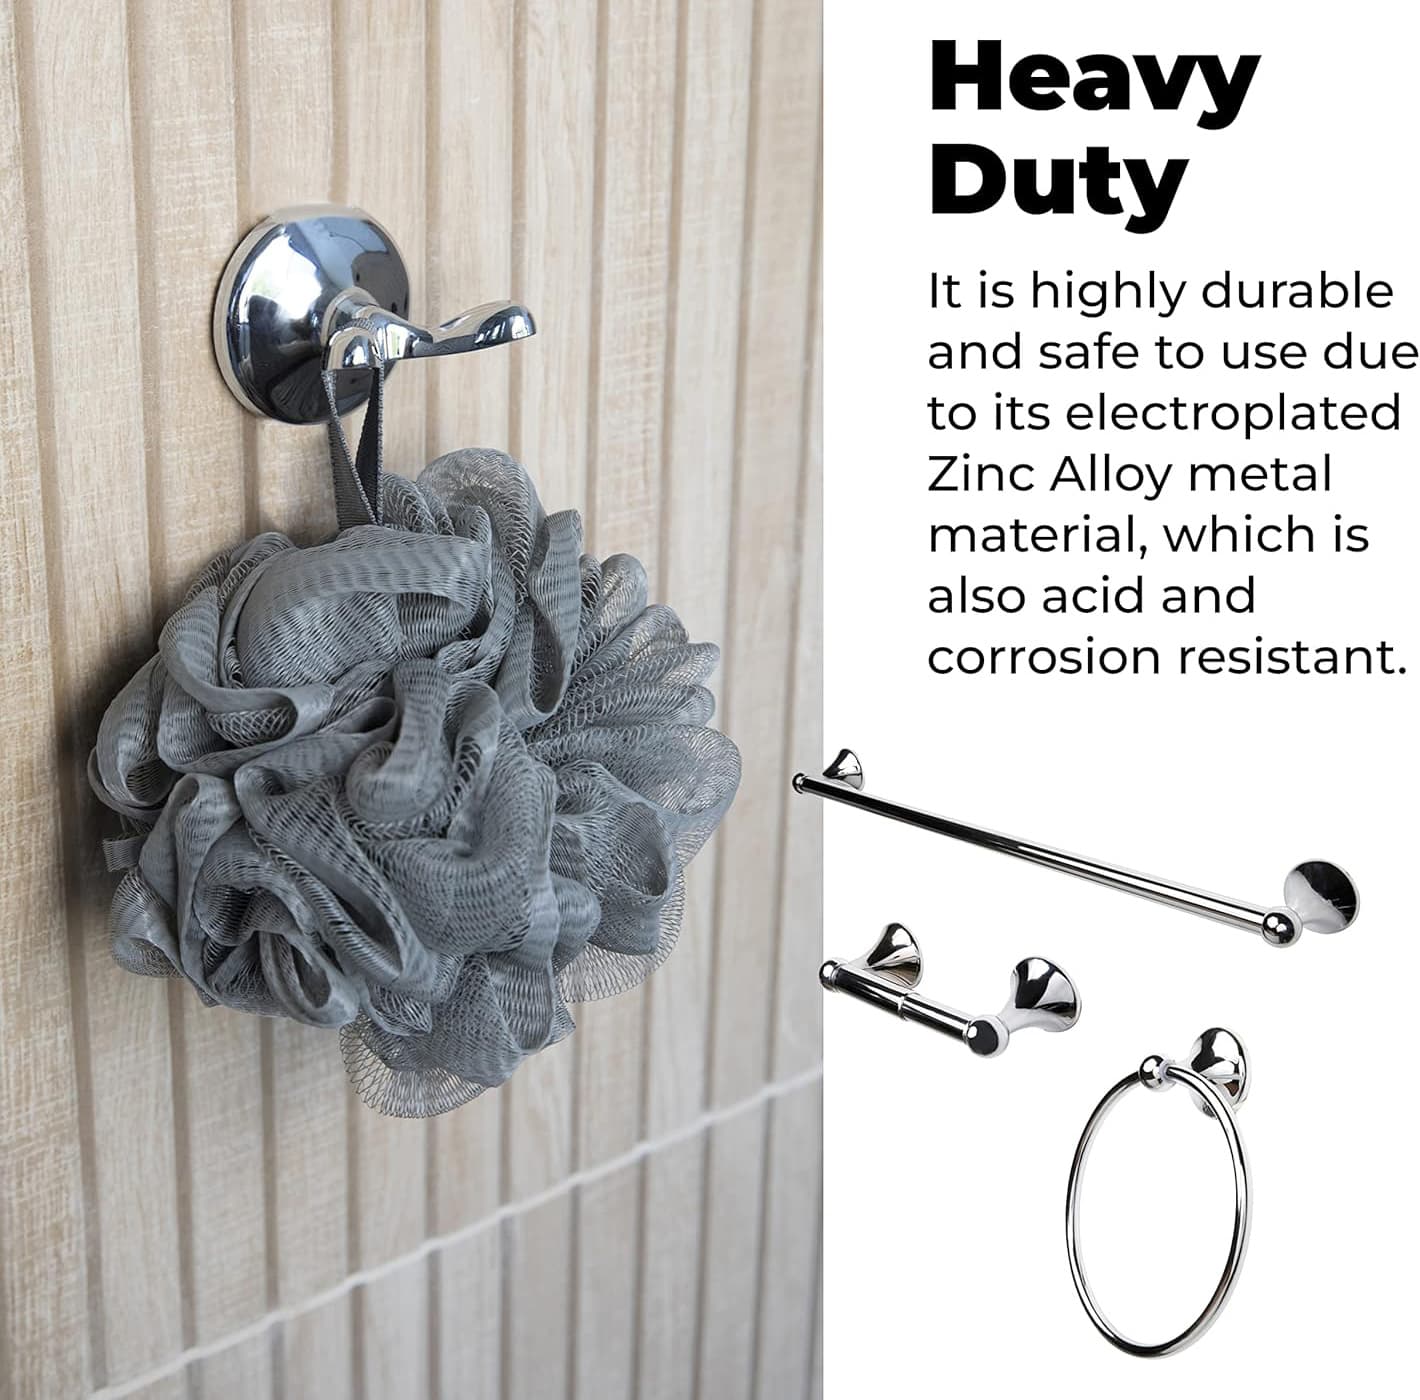 Heavy
Duty
It is highly durable
and safe to use due
to its electroplated
Zinc Alloy metal
material, which is
also acid and
corrosion resistant.